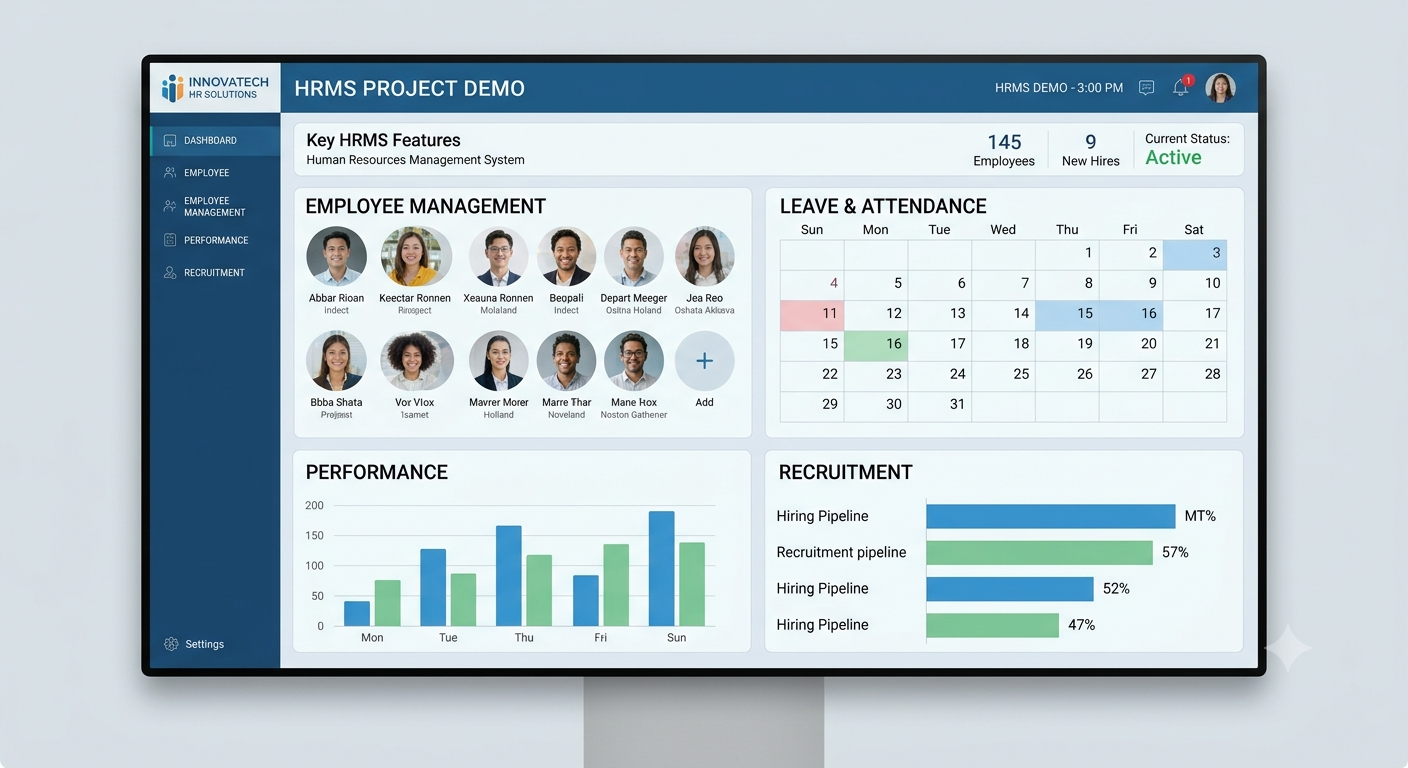 INNOVATECH
HR SOLUTIONS
HRMS PROJECT DEMO
HRMS DEMO - 3:00 PM
1
DASHBOARD
EMPLOYEE
EMPLOYEE
MANAGEMENT
PERFORMANCE
RECRUITMENT
Settings
Key HRMS Features
Human Resources Management System
145
Employees
9
New Hires
Current Status:
Active
EMPLOYEE MANAGEMENT
Abbar Rioan
Keectar Ronnen
Xeauna Ronnen
Beopali
Depart Meeger
Jea Reo
Indect
Molaland
Indect
Holand
Oshata
Bbba Shata
Vor Vlox
Mavrer Morer
Marre Thar
Mane Hox
Add
Holland
Noveland
Noston Gathener
LEAVE & ATTENDANCE
Sun Mon Tue Wed Thu Fri Sat
1 2 3
4 5 6 7 8 9 10
11 12 13 14 15 16 17
15 16 17 18 19 20 21
22 23 24 25 26 27 28
29 30 31
PERFORMANCE
200
150
100
50
0
Mon Tue Thu Fri Sun
RECRUITMENT
Hiring Pipeline MT%
Recruitment pipeline 57%
Hiring Pipeline 52%
Hiring Pipeline 47%